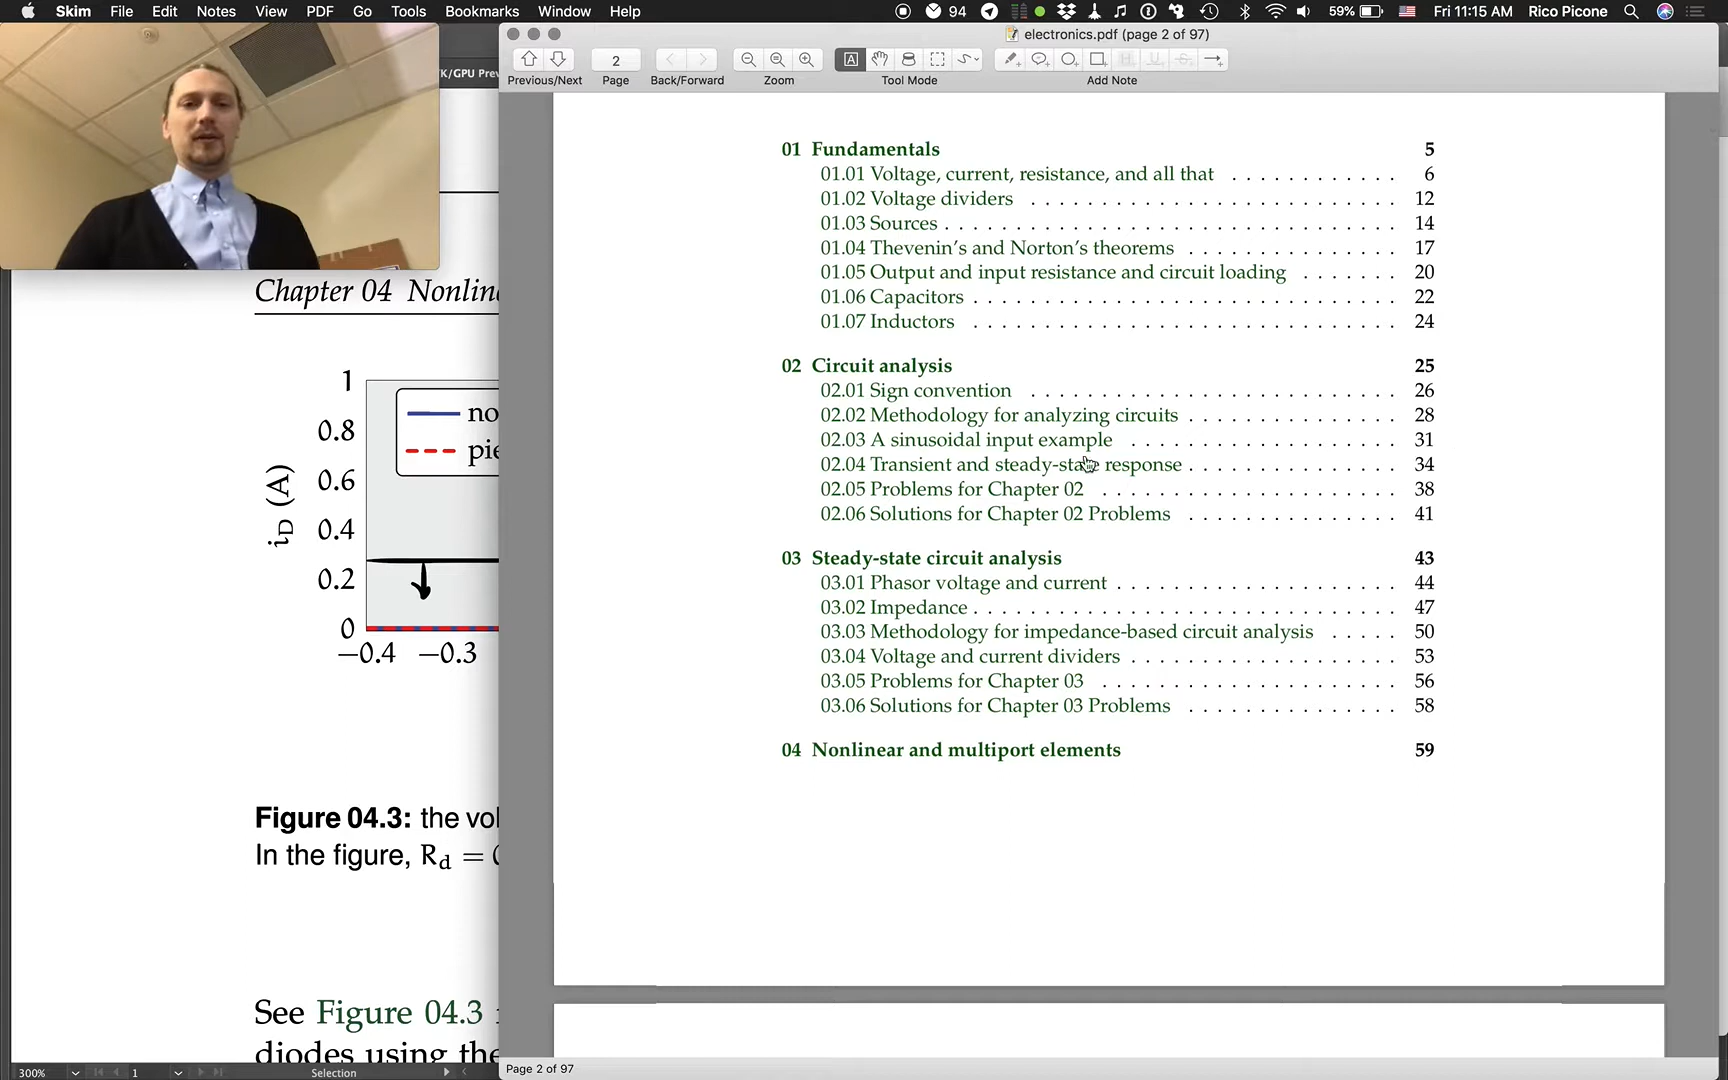 Skim File Edit View Notes PDF Go Tools Bookmarks Window Help
94 59% Fri 11:15 AM Rico Picone
electronics.pdf (page 2 of 97)
K/GPU Prev
2
Previous/Next Page Back/Forward Zoom Tool Mode Add Note
01 Fundamentals 5
01.01 Voltage, current, resistance, and all that . . . . . . . . . . . . 6
01.02 Voltage dividers . . . . . . . . . . . . . . . . . . . . . . . . . . 12
01.03 Sources . . . . . . . . . . . . . . . . . . . . . . . . . . . . . . . . 14
01.04 Thevenin's and Norton's theorems . . . . . . . . . . . . . . . 17
01.05 Output and input resistance and circuit loading . . . . . . . 20
01.06 Capacitors . . . . . . . . . . . . . . . . . . . . . . . . . . . . . . 22
01.07 Inductors . . . . . . . . . . . . . . . . . . . . . . . . . . . . . . 24
02 Circuit analysis 25
02.01 Sign convention . . . . . . . . . . . . . . . . . . . . . . . . . . 26
02.02 Methodology for analyzing circuits . . . . . . . . . . . . . . . 28
02.03 A sinusoidal input example . . . . . . . . . . . . . . . . . . . 31
02.04 Transient and steady-state response . . . . . . . . . . . . . . . 34
02.05 Problems for Chapter 02 . . . . . . . . . . . . . . . . . . . . . 38
02.06 Solutions for Chapter 02 Problems . . . . . . . . . . . . . . . 41
03 Steady-state circuit analysis 43
03.01 Phasor voltage and current . . . . . . . . . . . . . . . . . . . . 44
03.02 Impedance . . . . . . . . . . . . . . . . . . . . . . . . . . . . . . 47
03.03 Methodology for impedance-based circuit analysis . . . . . 50
03.04 Voltage and current dividers . . . . . . . . . . . . . . . . . . . 53
03.05 Problems for Chapter 03 . . . . . . . . . . . . . . . . . . . . . 56
03.06 Solutions for Chapter 03 Problems . . . . . . . . . . . . . . . 58
04 Nonlinear and multiport elements 59
Page 2 of 97
Chapter 04 Nonline
1
0.8
0.6
0.4
0.2
0
−0.4 −0.3
i_D (A)
no
pie
Figure 04.3: the vol
In the figure, R_d = 0
See Figure 04.3
diodes using the
300% 1 Selection